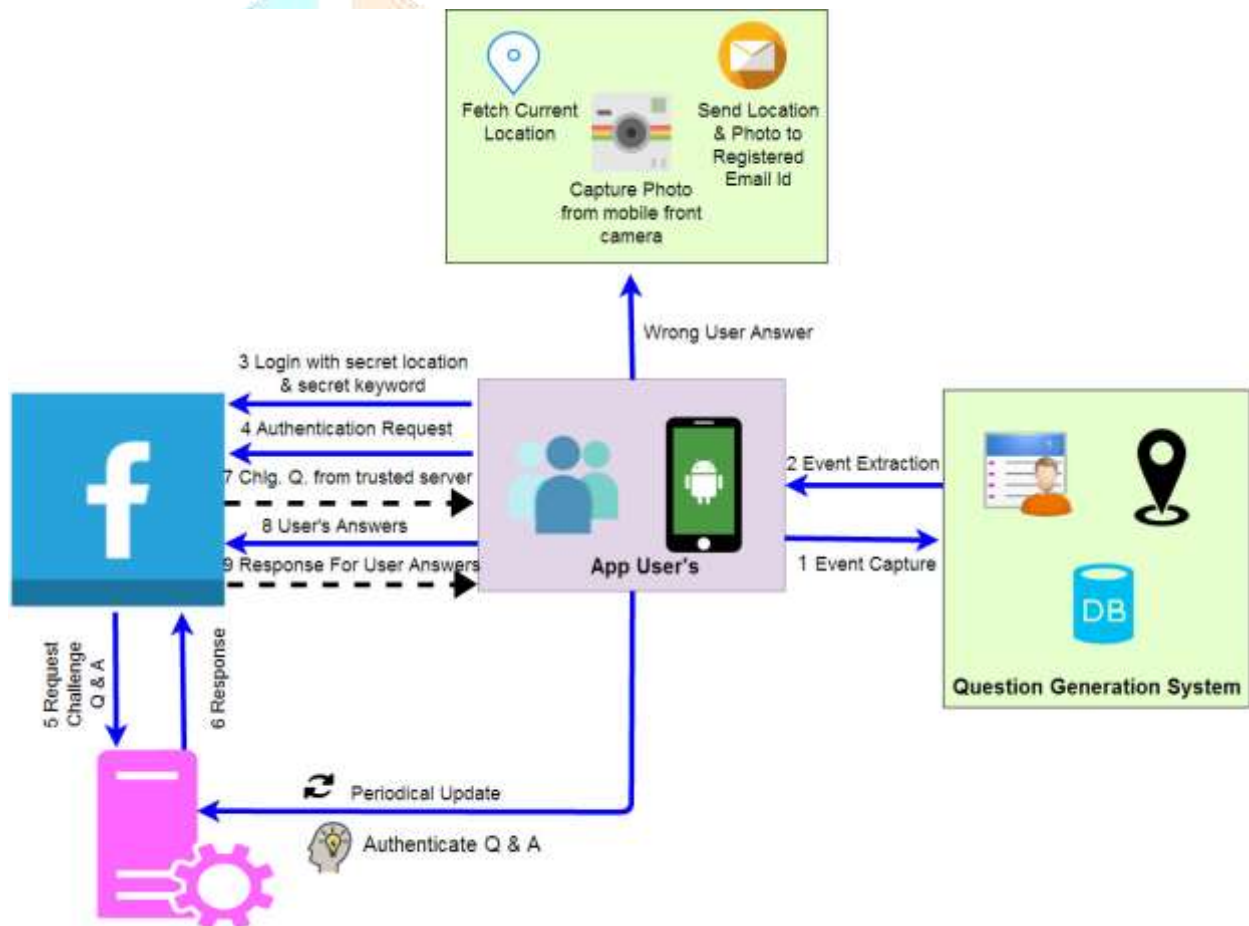 Fetch Current
Location
Send Location
& Photo to
Registered
Email Id
Capture Photo
from mobile front
camera
Wrong User Answer
3 Login with secret location
& secret keyword
4 Authentication Request
7 Chlg. Q. from trusted server
8 User's Answers
9 Response For User Answers
f
App User's
2 Event Extraction
1 Event Capture
DB
Question Generation System
5 Request
Challenge
Q & A
6 Response
Periodical Update
Authenticate Q & A